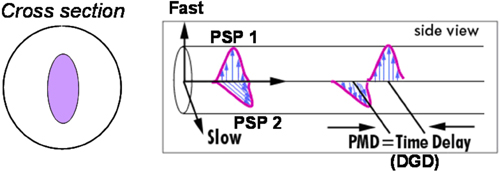 Cross section
Fast
PSP 1
side view
Slow
PSP 2
PMD=Time Delay
(DGD)